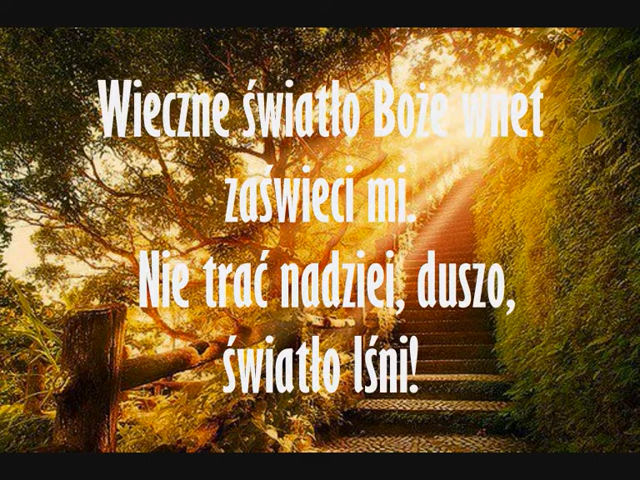 Wieczne światło Boże wnet
zaświeci mi.
Nie trać nadziei, duszo,
światło lśni!